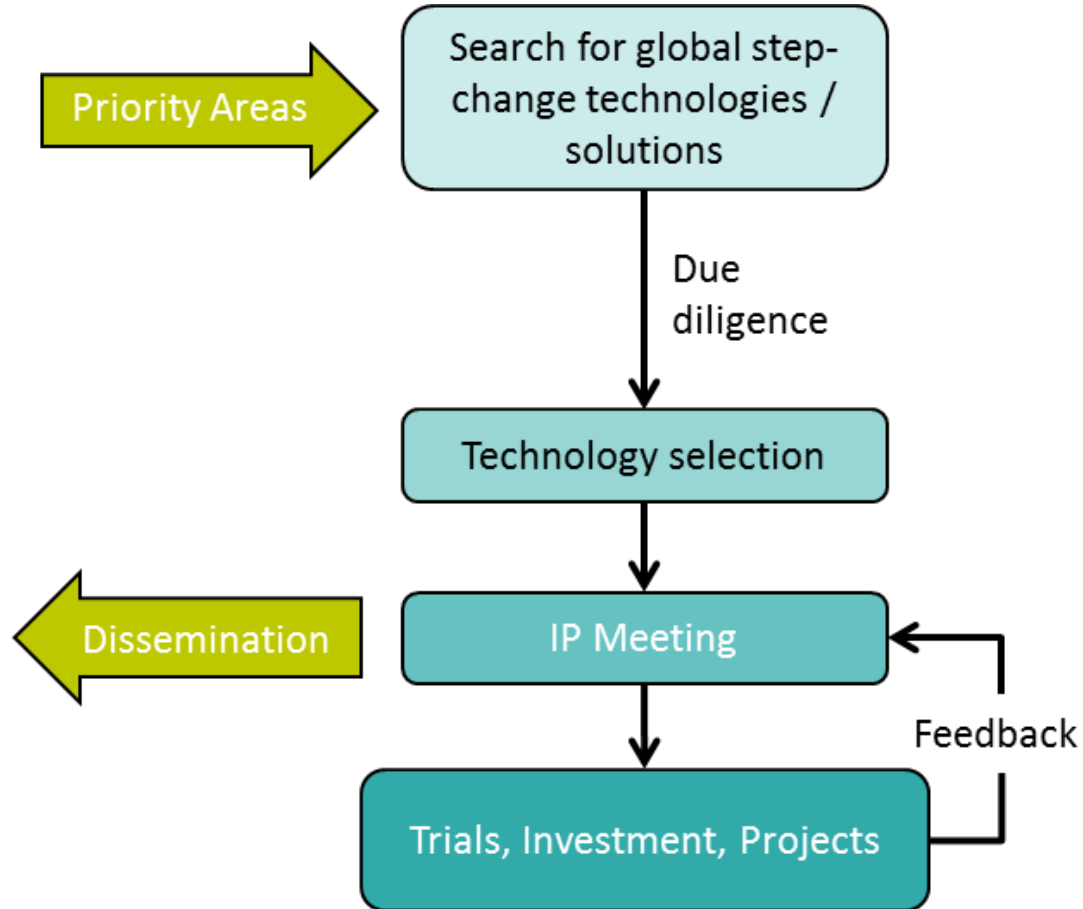 Priority Areas
Search for global step-
change technologies /
solutions
Due
diligence
Technology selection
Dissemination
IP Meeting
Feedback
Trials, Investment, Projects